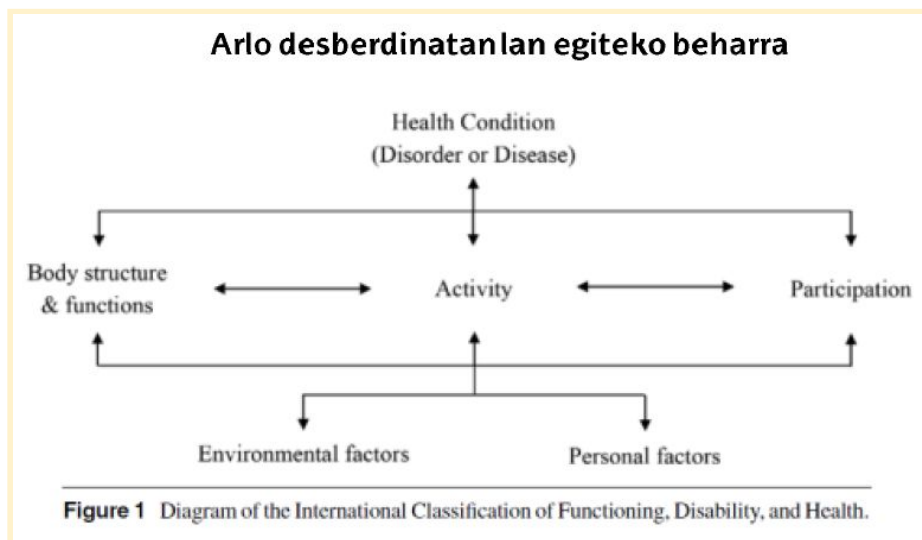 Arlo desberdinatan lan egiteko beharra
Health Condition
(Disorder or Disease)
Body structure
& functions
Activity
Participation
Environmental factors
Personal factors
Figure 1 Diagram of the International Classification of Functioning, Disability, and Health.